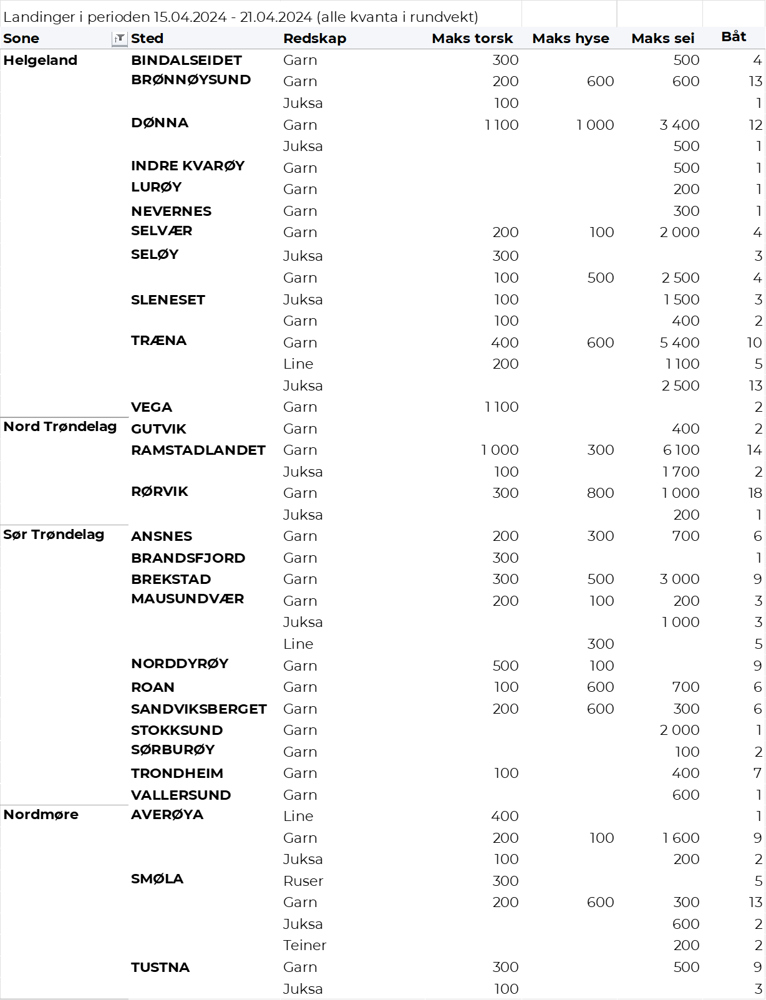 Landinger i perioden 15.04.2024 - 21.04.2024 (alle kvanta i rundvekt)
Sone Sted Redskap Maks torsk Maks hyse Maks sei Båt
Helgeland BINDALSEIDET Garn 300 500 4
BRØNNØYSUND Garn 200 600 600 13
Juksa 100 1
DØNNA Garn 1 100 1 000 3 400 12
Juksa 500 1
INDRE KVARØY Garn 500 1
LURØY Garn 200 1
NEVERNES Garn 300 1
SELVÆR Garn 200 100 2 000 4
SELØY Juksa 300 3
Garn 100 500 2 500 4
SLENESET Juksa 100 1 500 3
Garn 100 400 2
TRÆNA Garn 400 600 5 400 10
Line 200 1 100 5
Juksa 2 500 13
VEGA Garn 1 100 2
Nord Trøndelag GUTVIK Garn 400 2
RAMSTADLANDET Garn 1 000 300 6 100 14
Juksa 100 1 700 2
RØRVIK Garn 300 800 1 000 18
Juksa 200 1
Sør Trøndelag ANSNES Garn 200 300 700 6
BRANDSFJORD Garn 300 1
BREKSTAD Garn 300 500 3 000 9
MAUSUNDVÆR Garn 200 100 200 3
Juksa 1 000 3
Line 300 5
NORDDYRØY Garn 500 100 9
ROAN Garn 100 600 700 6
SANDVIKSBERGET Garn 200 600 300 6
STOKKSUND Garn 2 000 1
SØRBURØY Garn 100 2
TRONDHEIM Garn 100 400 7
VALLERSUND Garn 600 1
Nordmøre AVERØYA Line 400 1
Garn 200 100 1 600 9
Juksa 100 200 2
SMØLA Ruser 300 5
Garn 200 600 300 13
Juksa 600 2
Teiner 200 2
TUSTNA Garn 300 500 9
Juksa 100 3